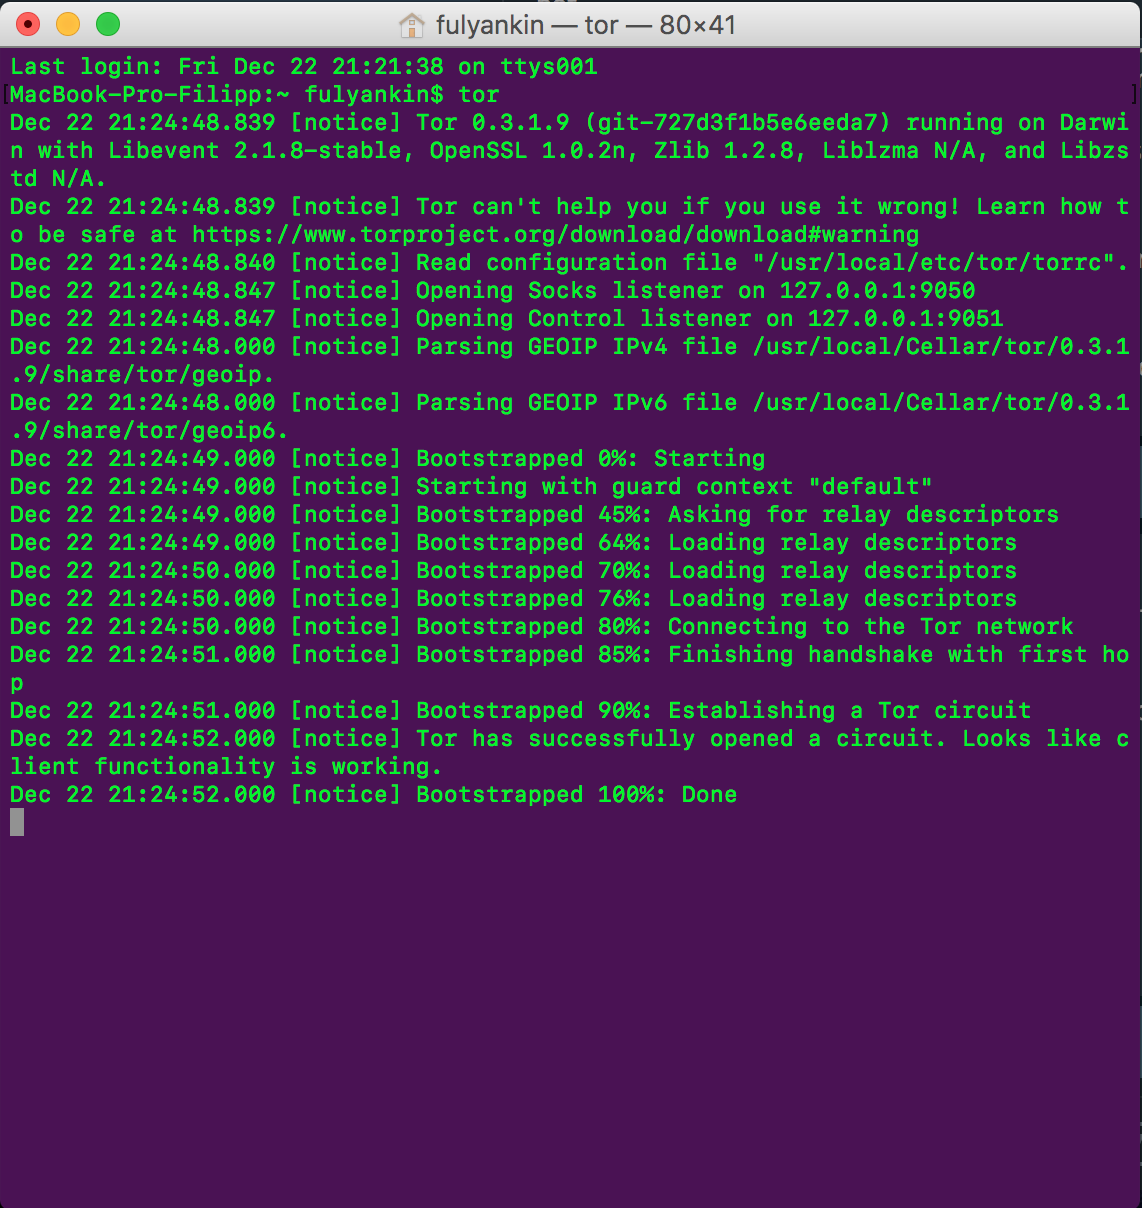 fulyankin — tor — 80×41
Last login: Fri Dec 22 21:21:38 on ttys001
[MacBook-Pro-Filipp:~ fulyankin$ tor ]
Dec 22 21:24:48.839 [notice] Tor 0.3.1.9 (git-727d3f1b5e6eeda7) running on Darwi
n with Libevent 2.1.8-stable, OpenSSL 1.0.2n, Zlib 1.2.8, Liblzma N/A, and Libzs
td N/A.
Dec 22 21:24:48.839 [notice] Tor can't help you if you use it wrong! Learn how t
o be safe at https://www.torproject.org/download/download#warning
Dec 22 21:24:48.840 [notice] Read configuration file "/usr/local/etc/tor/torrc".
Dec 22 21:24:48.847 [notice] Opening Socks listener on 127.0.0.1:9050
Dec 22 21:24:48.847 [notice] Opening Control listener on 127.0.0.1:9051
Dec 22 21:24:48.000 [notice] Parsing GEOIP IPv4 file /usr/local/Cellar/tor/0.3.1
.9/share/tor/geoip.
Dec 22 21:24:48.000 [notice] Parsing GEOIP IPv6 file /usr/local/Cellar/tor/0.3.1
.9/share/tor/geoip6.
Dec 22 21:24:49.000 [notice] Bootstrapped 0%: Starting
Dec 22 21:24:49.000 [notice] Starting with guard context "default"
Dec 22 21:24:49.000 [notice] Bootstrapped 45%: Asking for relay descriptors
Dec 22 21:24:49.000 [notice] Bootstrapped 64%: Loading relay descriptors
Dec 22 21:24:50.000 [notice] Bootstrapped 70%: Loading relay descriptors
Dec 22 21:24:50.000 [notice] Bootstrapped 76%: Loading relay descriptors
Dec 22 21:24:50.000 [notice] Bootstrapped 80%: Connecting to the Tor network
Dec 22 21:24:51.000 [notice] Bootstrapped 85%: Finishing handshake with first ho
p
Dec 22 21:24:51.000 [notice] Bootstrapped 90%: Establishing a Tor circuit
Dec 22 21:24:52.000 [notice] Tor has successfully opened a circuit. Looks like c
lient functionality is working.
Dec 22 21:24:52.000 [notice] Bootstrapped 100%: Done